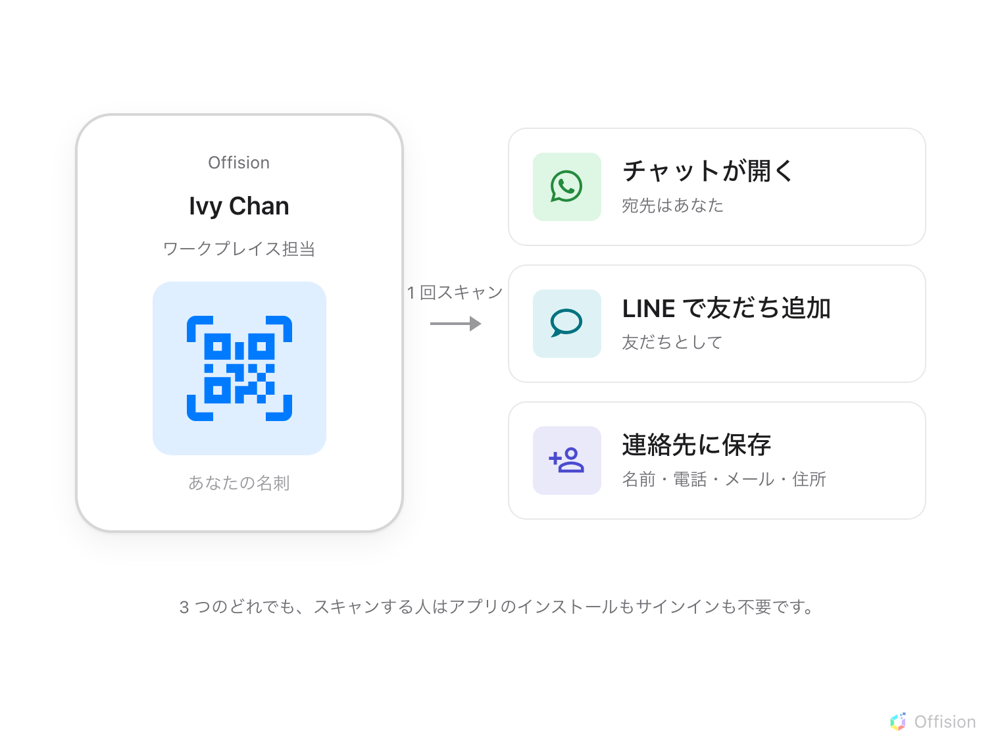 Offision
Ivy Chan
ワークプレイス担当
あなたの名刺
1 回スキャン
チャットが開く
宛先はあなた
LINE で友だち追加
友だちとして
連絡先に保存
名前・電話・メール・住所
3 つのどれでも、スキャンする人はアプリのインストールもサインインも不要です。
Offision